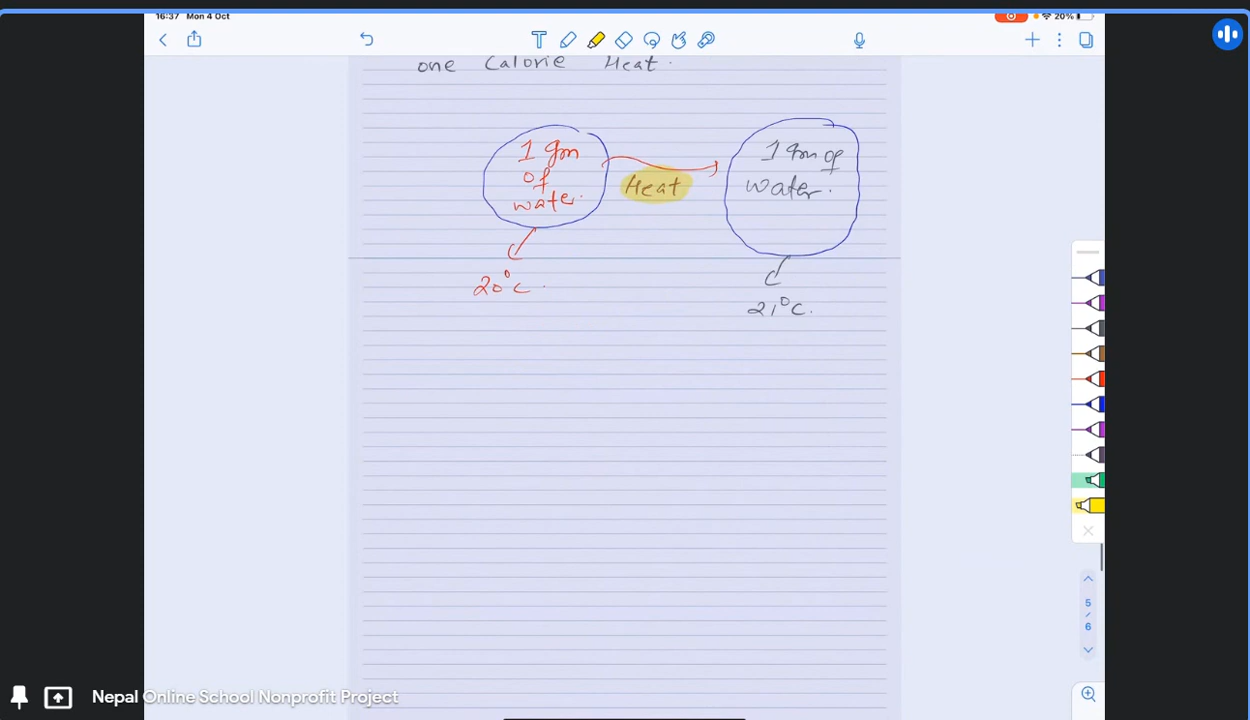 16:37 Mon 4 Oct
20%
T
one Calorie Heat.
1 gm
of
water.
Heat
1 gm of
water.
20°C.
21°C.
5
/
6
Nepal Online School Nonprofit Project